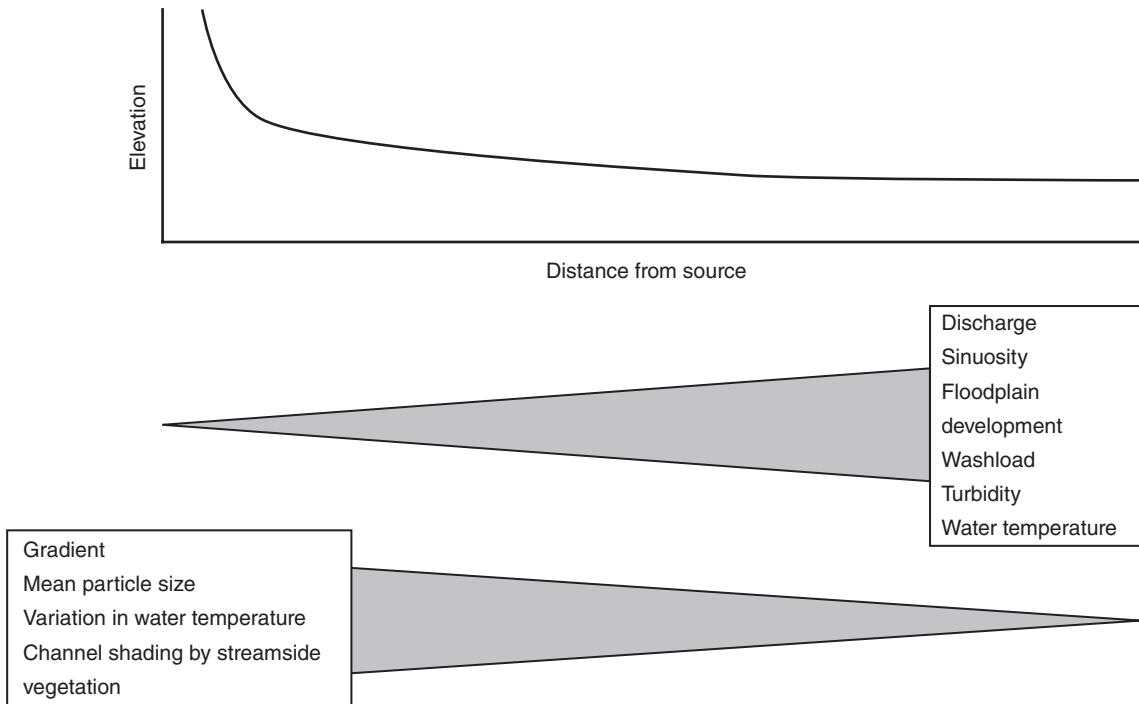 Elevation
Distance from source
Discharge
Sinuosity
Floodplain
development
Washload
Turbidity
Water temperature
Gradient
Mean particle size
Variation in water temperature
Channel shading by streamside
vegetation